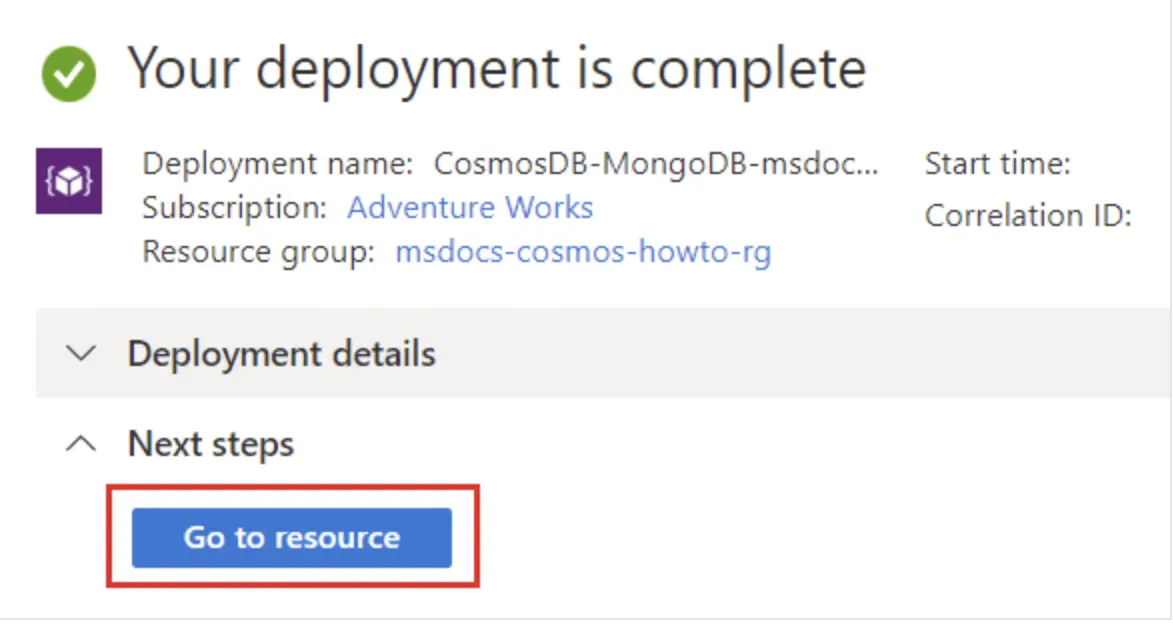 Your deployment is complete
Deployment name: CosmosDB-MongoDB-msdoc...
Subscription: Adventure Works
Resource group: msdocs-cosmos-howto-rg
Start time:
Correlation ID:
Deployment details
Next steps
Go to resource